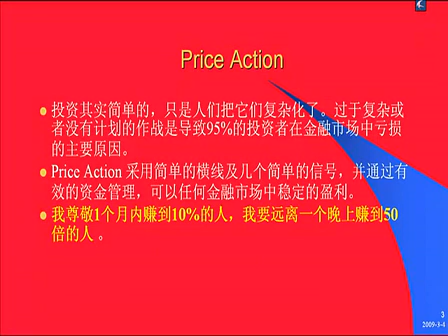 Price Action
投资其实简单的，只是人们把它们复杂化了。过于复杂或
者没有计划的作战是导致95%的投资者在金融市场中亏损
的主要原因。
Price Action 采用简单的横线及几个简单的信号，并通过有
效的资金管理，可以任何金融市场中稳定的盈利。
我尊敬1个月内赚到10%的人，我要远离一个晚上赚到50
倍的人 。
3
2009-3-4